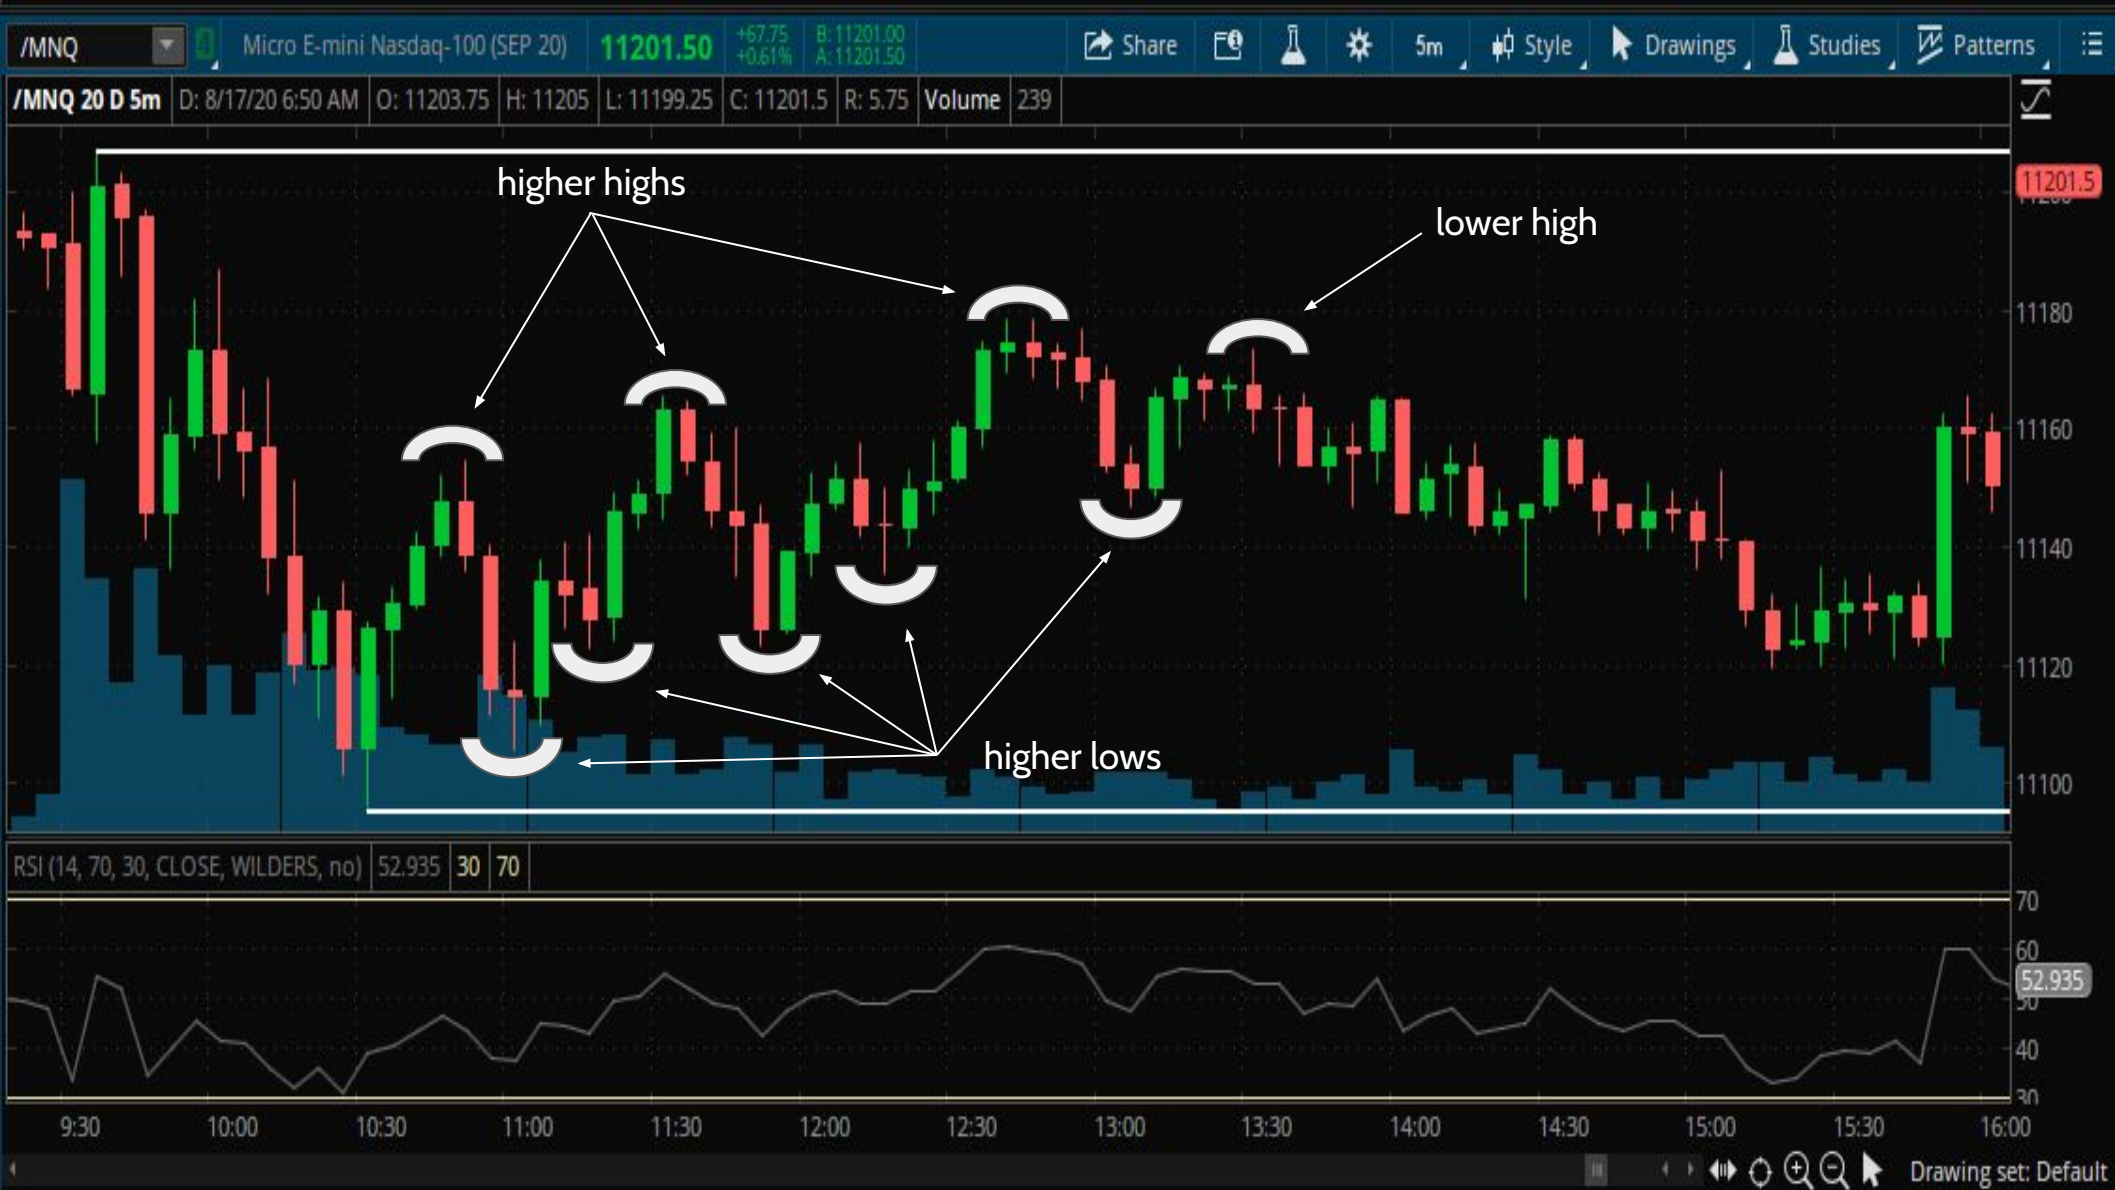 /MNQ Micro E-mini Nasdaq-100 (SEP 20) 11201.50 +67.75 +0.61% B: 11201.00 A: 11201.50 Share 5m Style Drawings Studies Patterns
/MNQ 20 D 5m D: 8/17/20 6:50 AM O: 11203.75 H: 11205 L: 11199.25 C: 11201.5 R: 5.75 Volume 239
higher highs
11201.5
11200
lower high
11180
11160
11140
11120
higher lows
11100
RSI (14, 70, 30, CLOSE, WILDERS, no) 52.935 30 70
70
60
52.935
50
40
30
9:30 10:00 10:30 11:00 11:30 12:00 12:30 13:00 13:30 14:00 14:30 15:00 15:30 16:00
Drawing set: Default